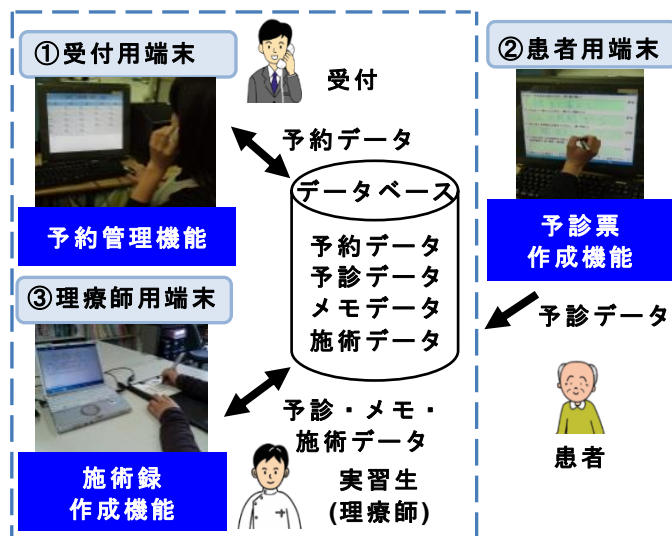 ①受付用端末
受付
②患者用端末
予約データ
データベース
予約データ
予診データ
メモデータ
施術データ
予約管理機能
予診票
作成機能
③理療師用端末
予診データ
予診・メモ・
施術データ
施術録
作成機能
実習生
(理療師)
患者